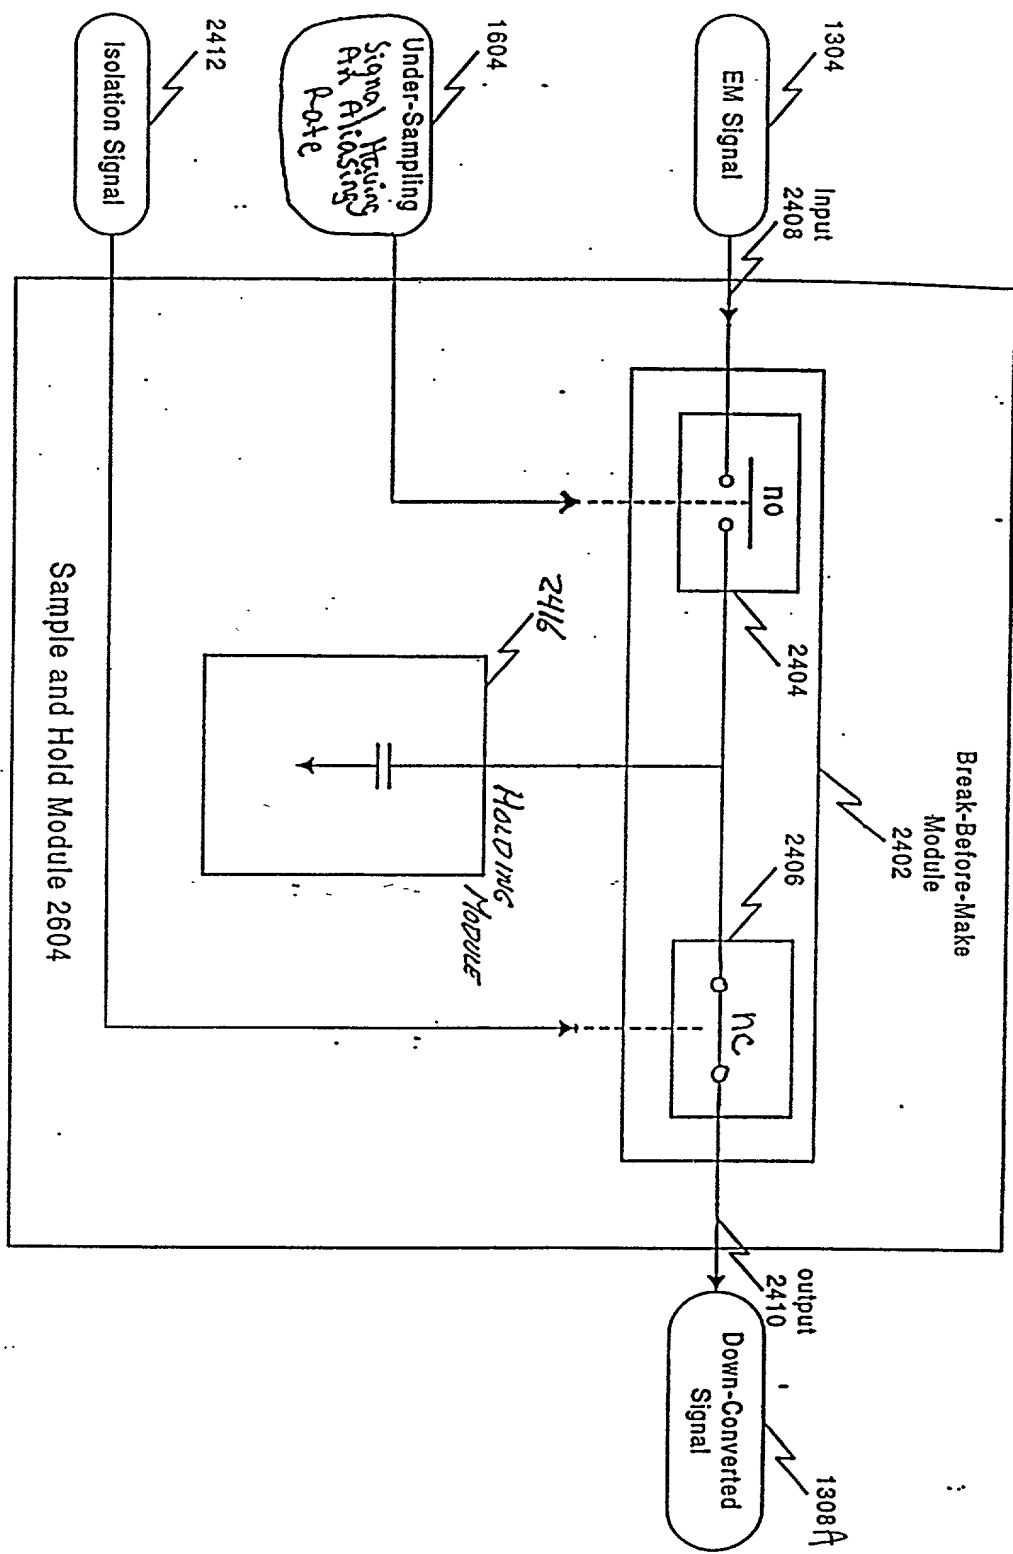 1304
EM Signal
Input
2408
1604
Under-Sampling
Signal Having
An Aliasing
Rate
2412
Isolation Signal
Break-Before-Make
Module
2402
no
2404
2406
nc
2416
HOLDING
MODULE
Sample and Hold Module 2604
output
2410
Down-Converted
Signal
1308A